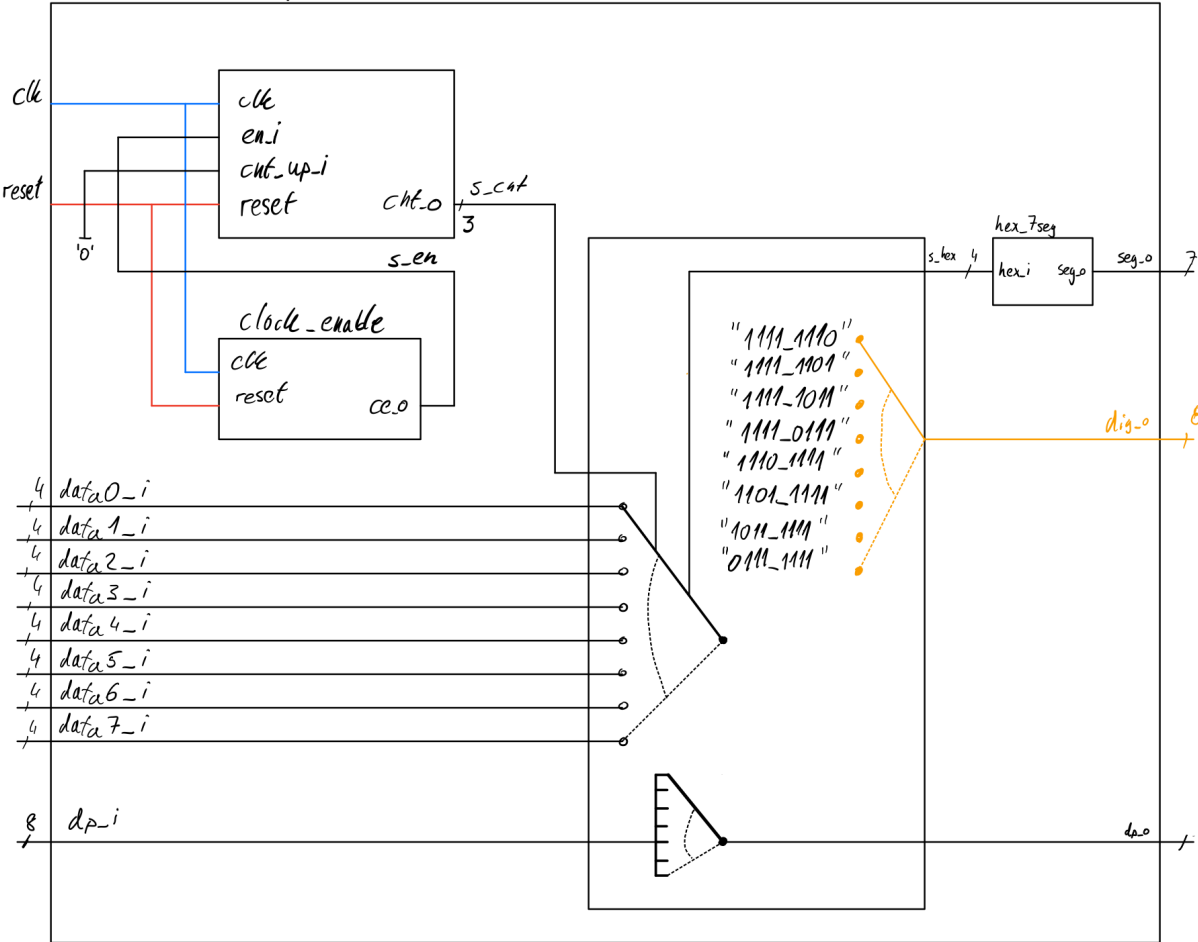 clk
clk
en_i
cnt_up_i
reset
reset
cnt_o
s_cnt
3
'0'
s_en
clock_enable
clk
reset
ce_o
hex_7seg
s_hex
4
hex_i
seg_o
seg_o
7
"1111_1110"
"1111_1101"
"1111_1011"
"1111_0111"
"1110_1111"
"1101_1111"
"1011_1111"
"0111_1111"
dig_o
8
4 data0_i
4 data1_i
4 data2_i
4 data3_i
4 data4_i
4 data5_i
4 data6_i
4 data7_i
8 dp_i
dp_o